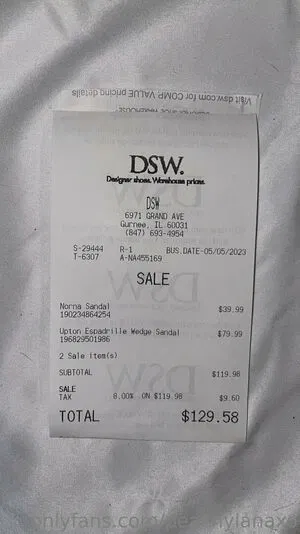 Visit dsw.com for COMP. VALUE pricing details
DSW.
Designer shoes. Warehouse prices.
DSW
6971 GRAND AVE
Gurnee, IL 60031
(847) 693-4954
S-29444 R-1 BUS.DATE-05/05/2023
T-6307 A-NA455169
SALE
Norna Sandal $39.99
190234864254
Upton Espadrille Wedge Sandal $79.99
196829501986
2 Sale item(s)
SUBTOTAL $119.98
SALE
TAX 8.00% ON $119.98 $9.60
TOTAL $129.58